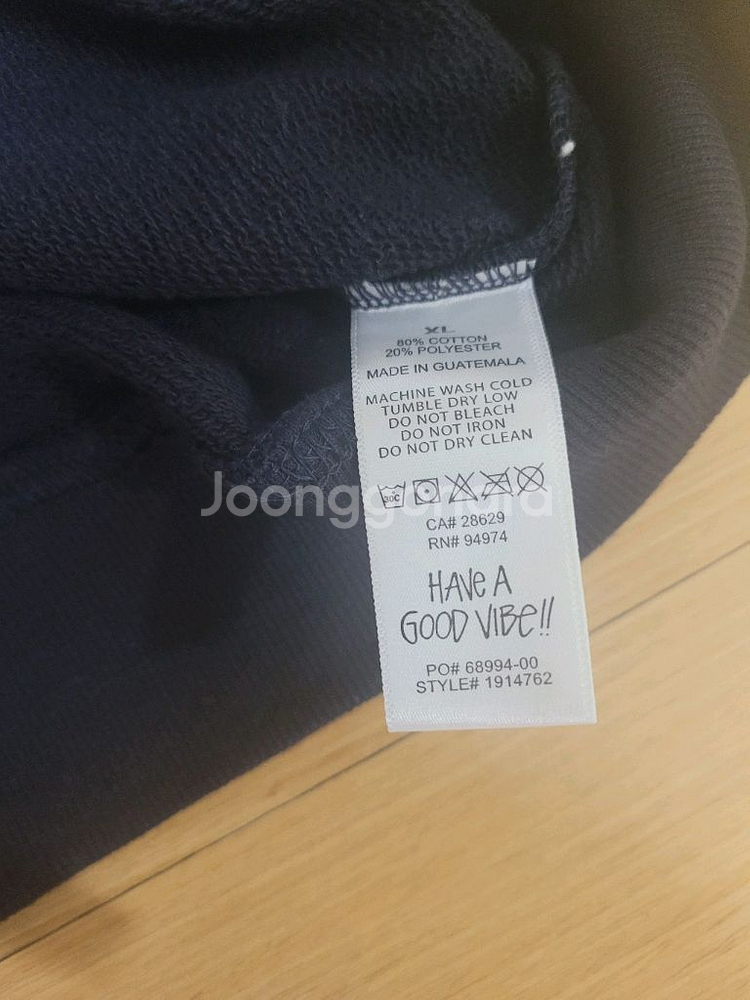 XL
80% COTTON
20% POLYESTER
MADE IN GUATEMALA
MACHINE WASH COLD
TUMBLE DRY LOW
DO NOT BLEACH
DO NOT IRON
DO NOT DRY CLEAN
30C
Joonggonara
CA# 28629
RN# 94974
HAVE A
GOOD VIBE!!
PO# 68994-00
STYLE# 1914762